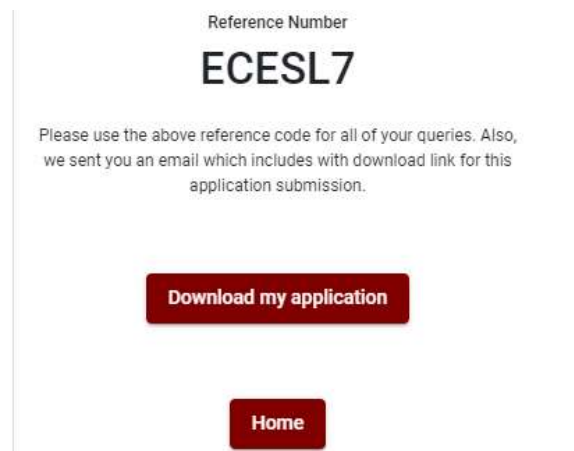 Reference Number
ECESL7
Please use the above reference code for all of your queries. Also,
we sent you an email which includes with download link for this
application submission.
Download my application
Home